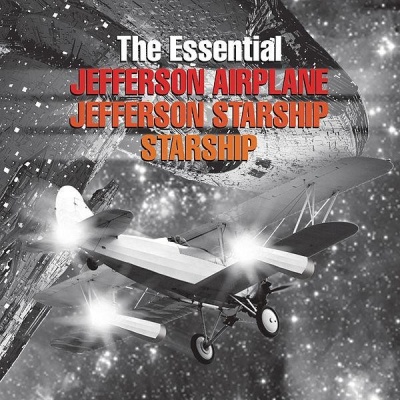 The Essential
JEFFERSON AIRPLANE
JEFFERSON STARSHIP
STARSHIP